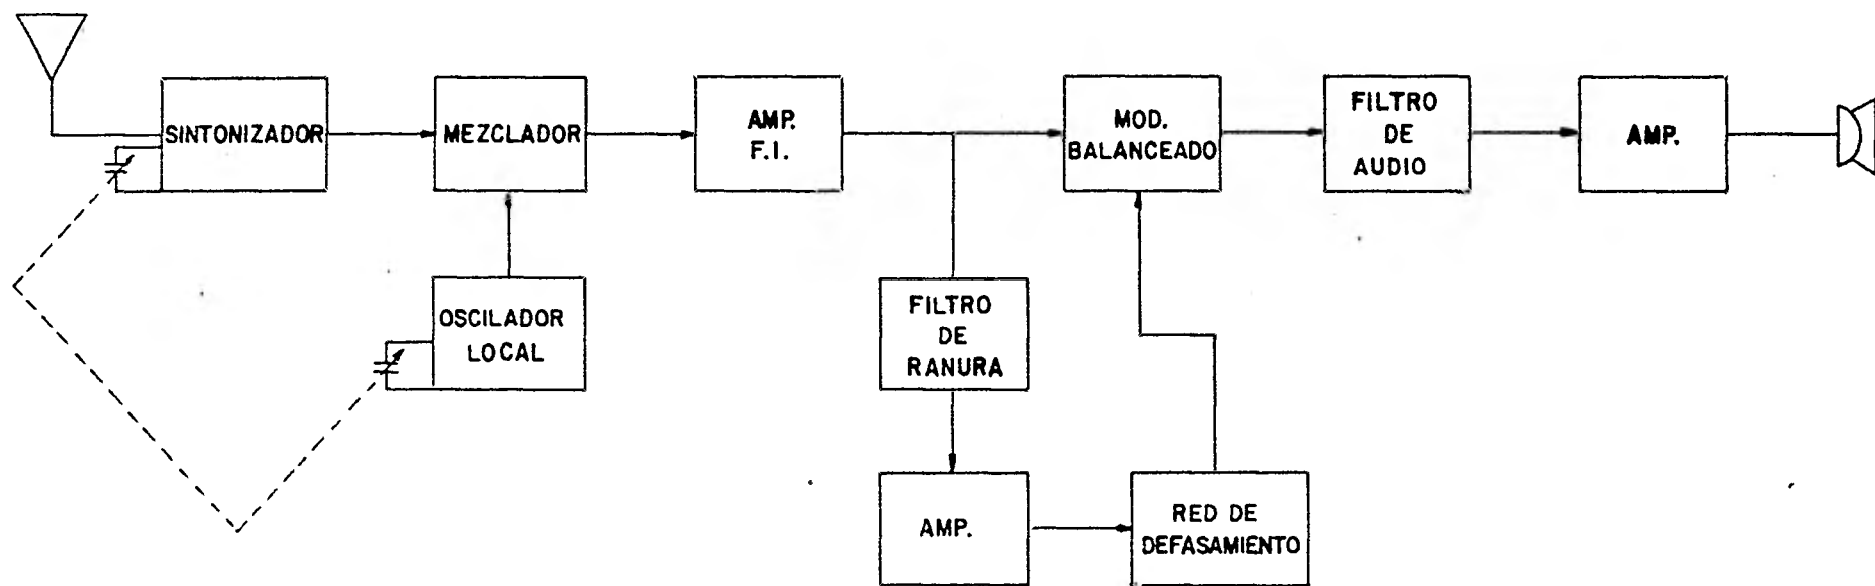 SINTONIZADOR
MEZCLADOR
AMP.
F.I.
MOD.
BALANCEADO
FILTRO
DE
AUDIO
AMP.
OSCILADOR
LOCAL
FILTRO
DE
RANURA
AMP.
RED DE
DEFASAMIENTO